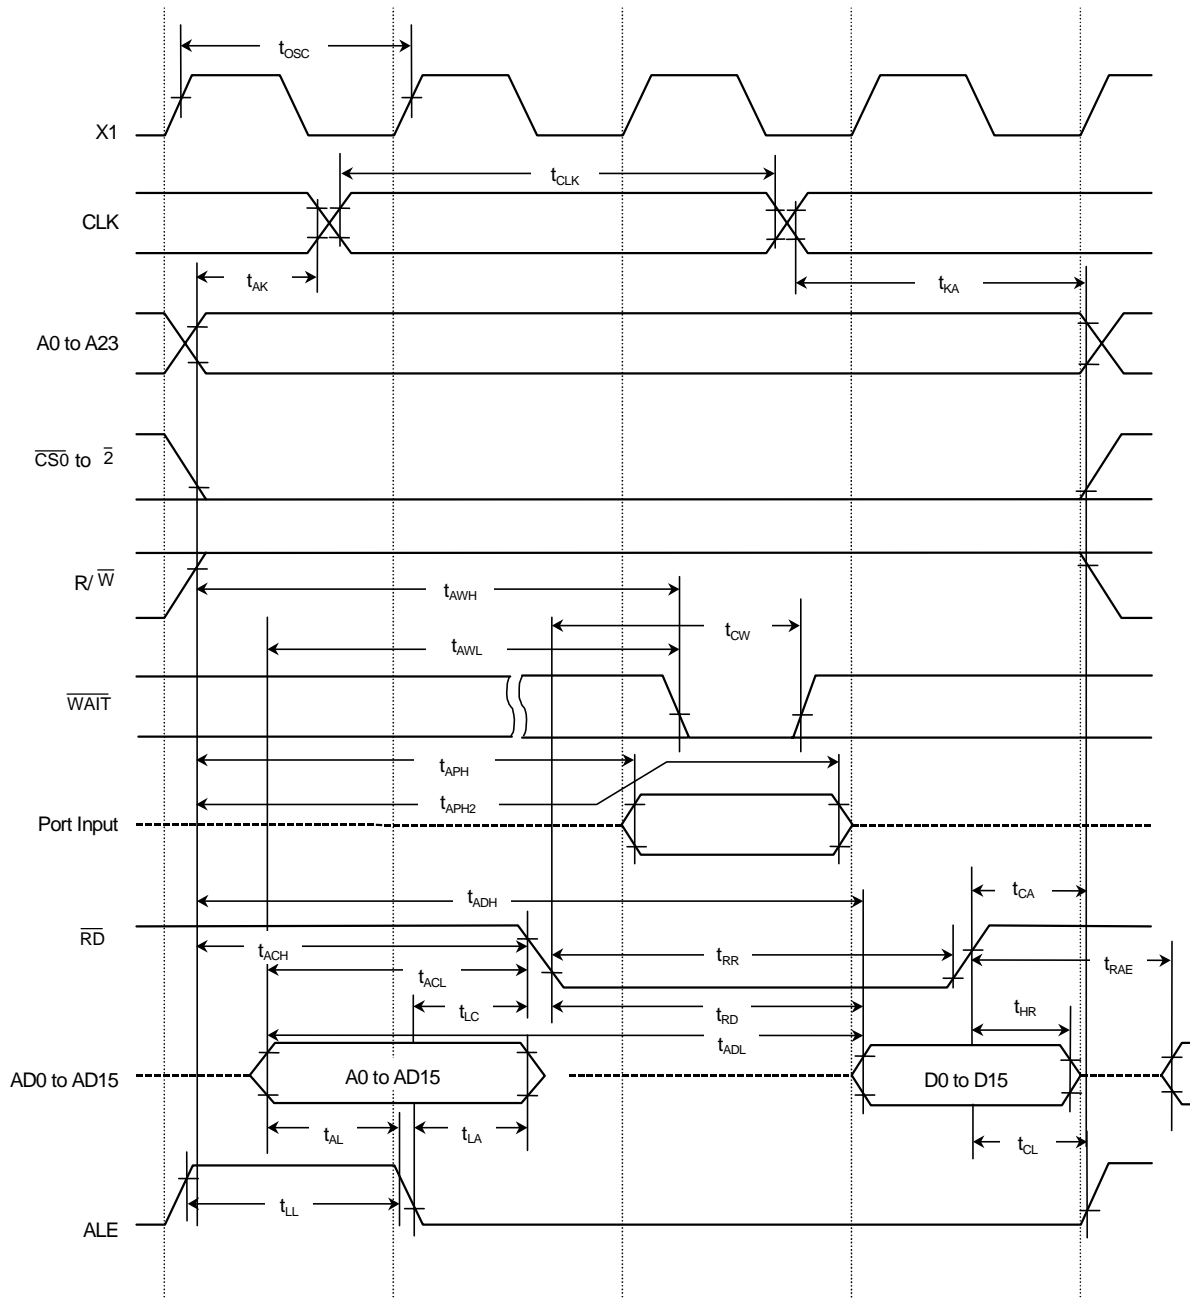 tOSC
X1
tCLK
CLK
tAK
tKA
A0 to A23
CS0 to 2
R/W
tAWH
tCW
tAWL
WAIT
tAPH
tAPH2
Port Input
tADH
tCA
RD
tACH
tRR
tACL
tRAE
tLC
tRD
tHR
tADL
AD0 to AD15
A0 to AD15
D0 to D15
tAL
tLA
tCL
tLL
ALE